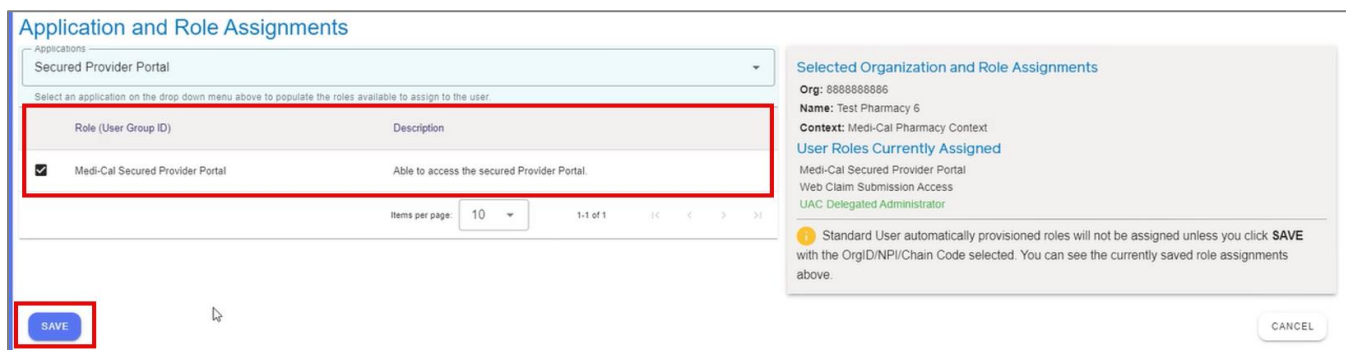 Application and Role Assignments
Applications
Secured Provider Portal
Select an application on the drop down menu above to populate the roles available to assign to the user.
Role (User Group ID) Description
Medi-Cal Secured Provider Portal Able to access the secured Provider Portal.
Items per page: 10 1-1 of 1
SAVE
Selected Organization and Role Assignments
Org: 8888888886
Name: Test Pharmacy 6
Context: Medi-Cal Pharmacy Context
User Roles Currently Assigned
Medi-Cal Secured Provider Portal
Web Claim Submission Access
UAC Delegated Administrator
Standard User automatically provisioned roles will not be assigned unless you click SAVE
with the OrgID/NPI/Chain Code selected. You can see the currently saved role assignments
above.
CANCEL